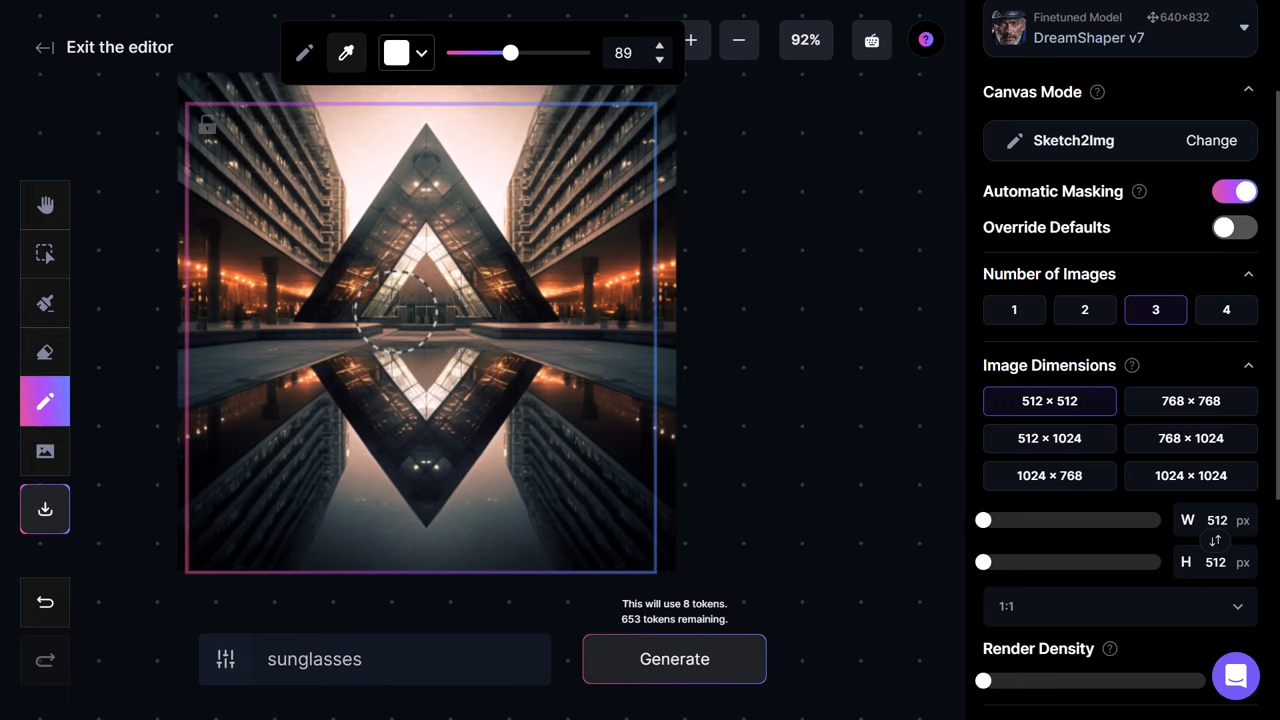 Exit the editor
89
92%
Finetuned Model
640×832
DreamShaper v7
Canvas Mode
Sketch2Img
Change
Automatic Masking
Override Defaults
Number of Images
1
2
3
4
Image Dimensions
512 × 512
768 × 768
512 × 1024
768 × 1024
1024 × 768
1024 × 1024
W 512 px
H 512 px
1:1
Render Density
This will use 8 tokens.
653 tokens remaining.
sunglasses
Generate